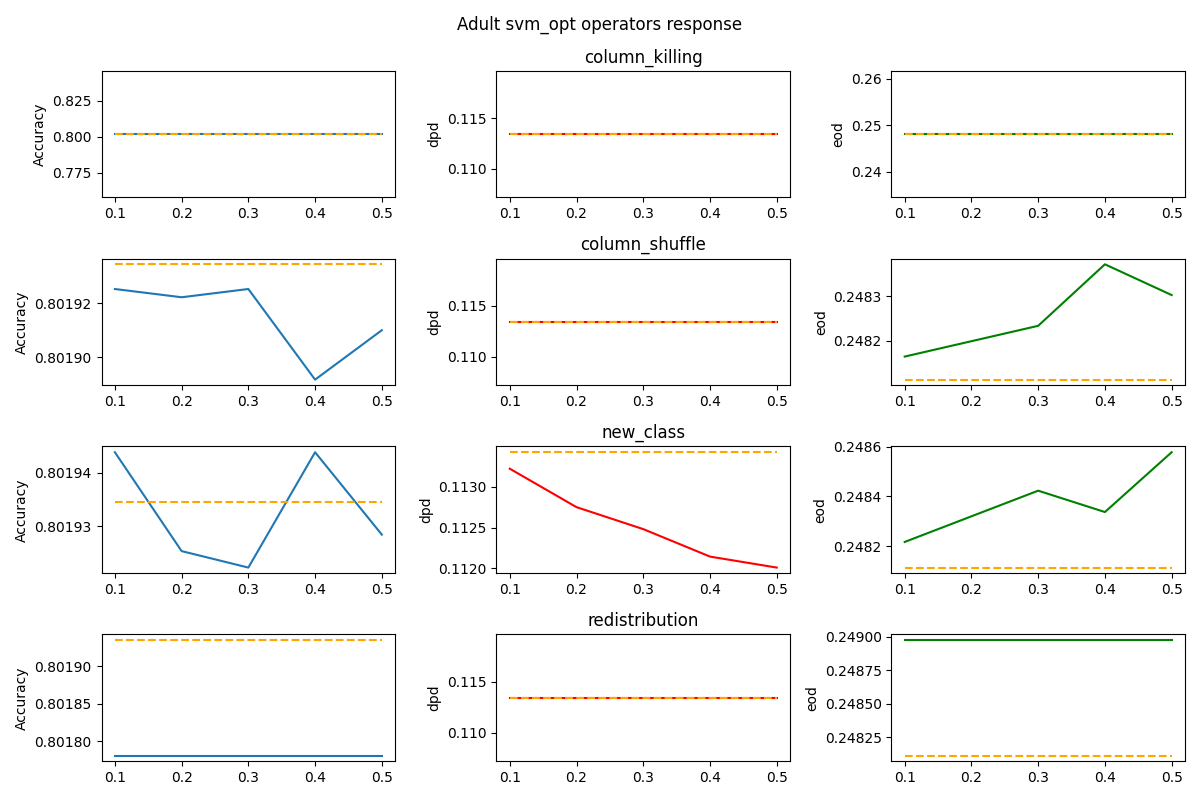 Adult svm_opt operators response
column_killing
Accuracy
0.825
0.800
0.775
0.1 0.2 0.3 0.4 0.5
dpd
0.115
0.110
0.1 0.2 0.3 0.4 0.5
eod
0.26
0.25
0.24
0.1 0.2 0.3 0.4 0.5
column_shuffle
Accuracy
0.80192
0.80190
0.1 0.2 0.3 0.4 0.5
dpd
0.115
0.110
0.1 0.2 0.3 0.4 0.5
eod
0.2483
0.2482
0.1 0.2 0.3 0.4 0.5
new_class
Accuracy
0.80194
0.80193
0.1 0.2 0.3 0.4 0.5
dpd
0.1130
0.1125
0.1120
0.1 0.2 0.3 0.4 0.5
eod
0.2486
0.2484
0.2482
0.1 0.2 0.3 0.4 0.5
redistribution
Accuracy
0.80190
0.80185
0.80180
0.1 0.2 0.3 0.4 0.5
dpd
0.115
0.110
0.1 0.2 0.3 0.4 0.5
eod
0.24900
0.24875
0.24850
0.24825
0.1 0.2 0.3 0.4 0.5